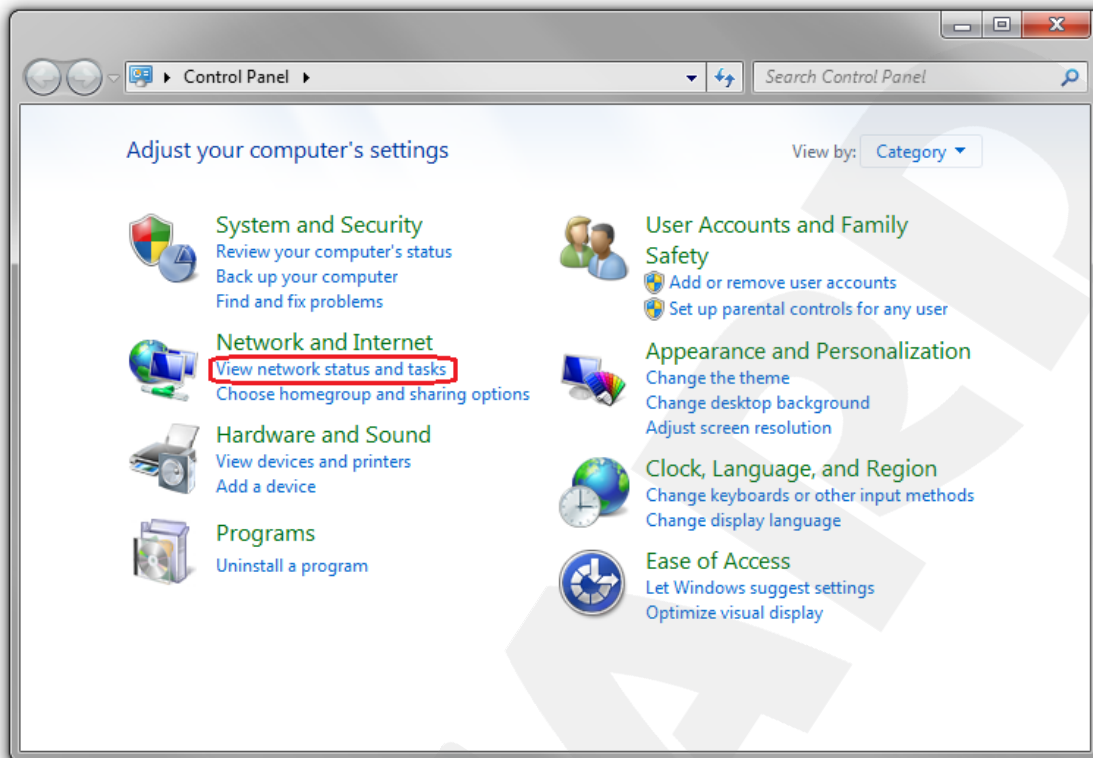 Control Panel
Search Control Panel
Adjust your computer's settings
View by: Category
System and Security
Review your computer's status
Back up your computer
Find and fix problems
Network and Internet
View network status and tasks
Choose homegroup and sharing options
Hardware and Sound
View devices and printers
Add a device
Programs
Uninstall a program
User Accounts and Family
Safety
Add or remove user accounts
Set up parental controls for any user
Appearance and Personalization
Change the theme
Change desktop background
Adjust screen resolution
Clock, Language, and Region
Change keyboards or other input methods
Change display language
Ease of Access
Let Windows suggest settings
Optimize visual display